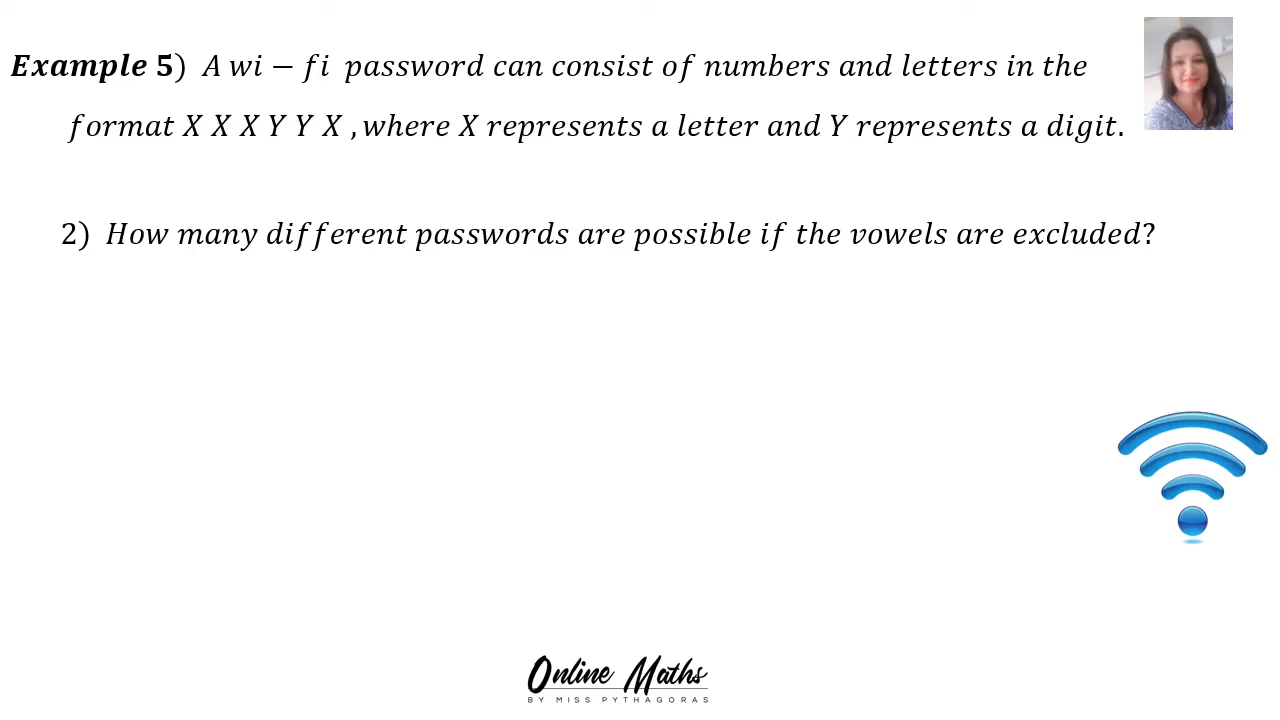 Example 5) A wi – fi password can consist of numbers and letters in the
format X X X Y Y X , where X represents a letter and Y represents a digit.
2) How many different passwords are possible if the vowels are excluded?
Online Maths
BY MISS PYTHAGORAS